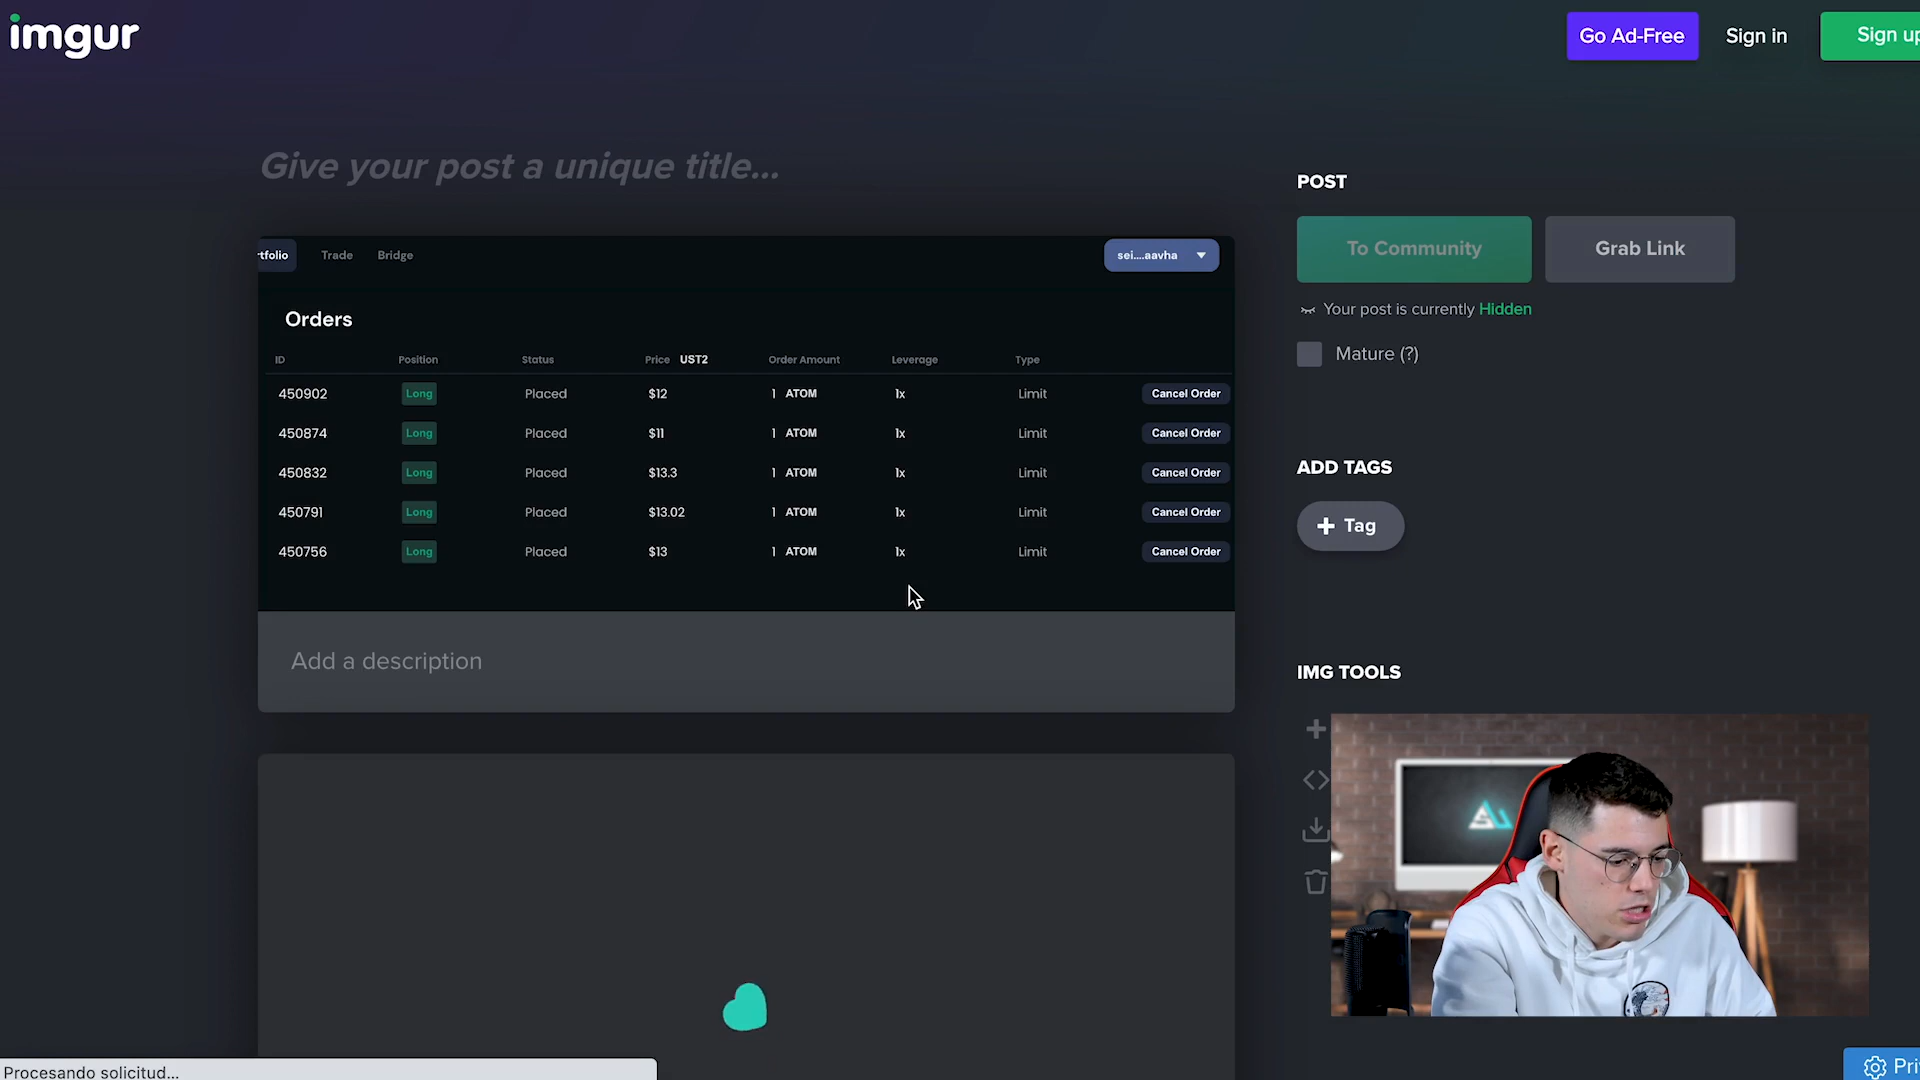 imgur
Go Ad-Free Sign in Sign up
Give your post a unique title...
POST
To Community Grab Link
Your post is currently Hidden
Mature (?)
ADD TAGS
+ Tag
IMG TOOLS
rtfolio Trade Bridge sei....aavha
Orders
ID Position Status Price UST2 Order Amount Leverage Type
450902 Long Placed $12 1 ATOM 1x Limit Cancel Order
450874 Long Placed $11 1 ATOM 1x Limit Cancel Order
450832 Long Placed $13.3 1 ATOM 1x Limit Cancel Order
450791 Long Placed $13.02 1 ATOM 1x Limit Cancel Order
450756 Long Placed $13 1 ATOM 1x Limit Cancel Order
Add a description
Procesando solicitud...
Pri